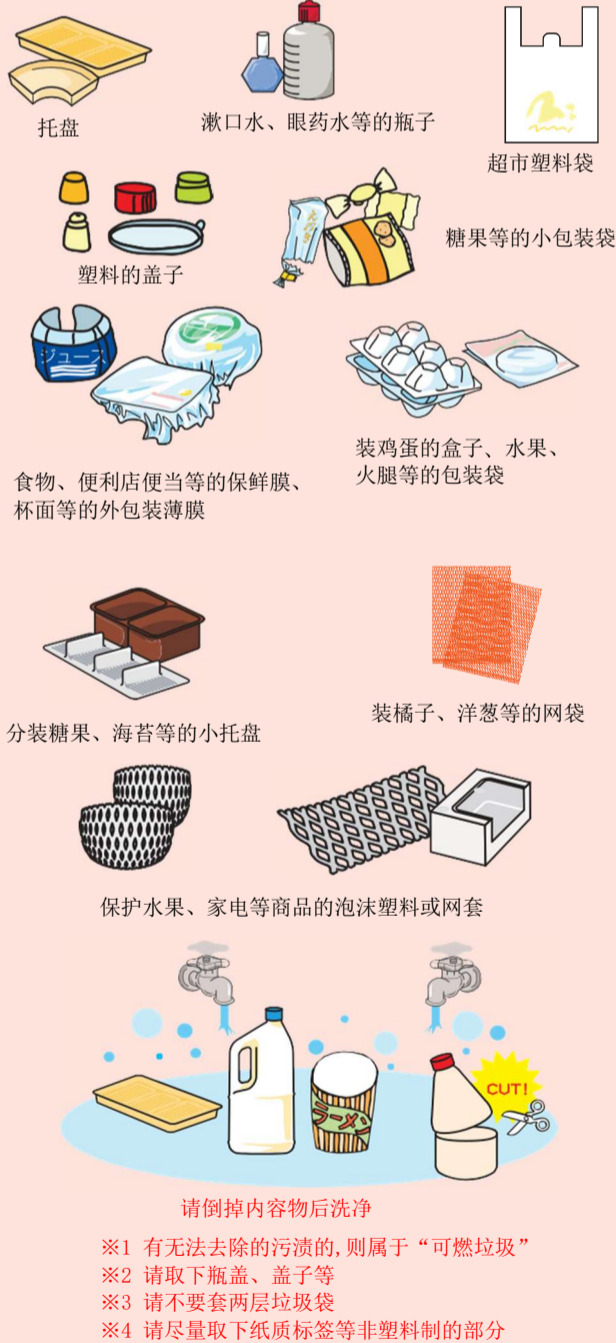 托盘
漱口水、眼药水等的瓶子
超市塑料袋
塑料的盖子
糖果等的小包装袋
ジュース
食物、便利店便当等的保鲜膜、
杯面等的外包装薄膜
装鸡蛋的盒子、水果、
火腿等的包装袋
分装糖果、海苔等的小托盘
装橘子、洋葱等的网袋
保护水果、家电等商品的泡沫塑料或网套
ラーメン
CUT!
请倒掉内容物后洗净
※1 有无法去除的污渍的,则属于“可燃垃圾”
※2 请取下瓶盖、盖子等
※3 请不要套两层垃圾袋
※4 请尽量取下纸质标签等非塑料制的部分